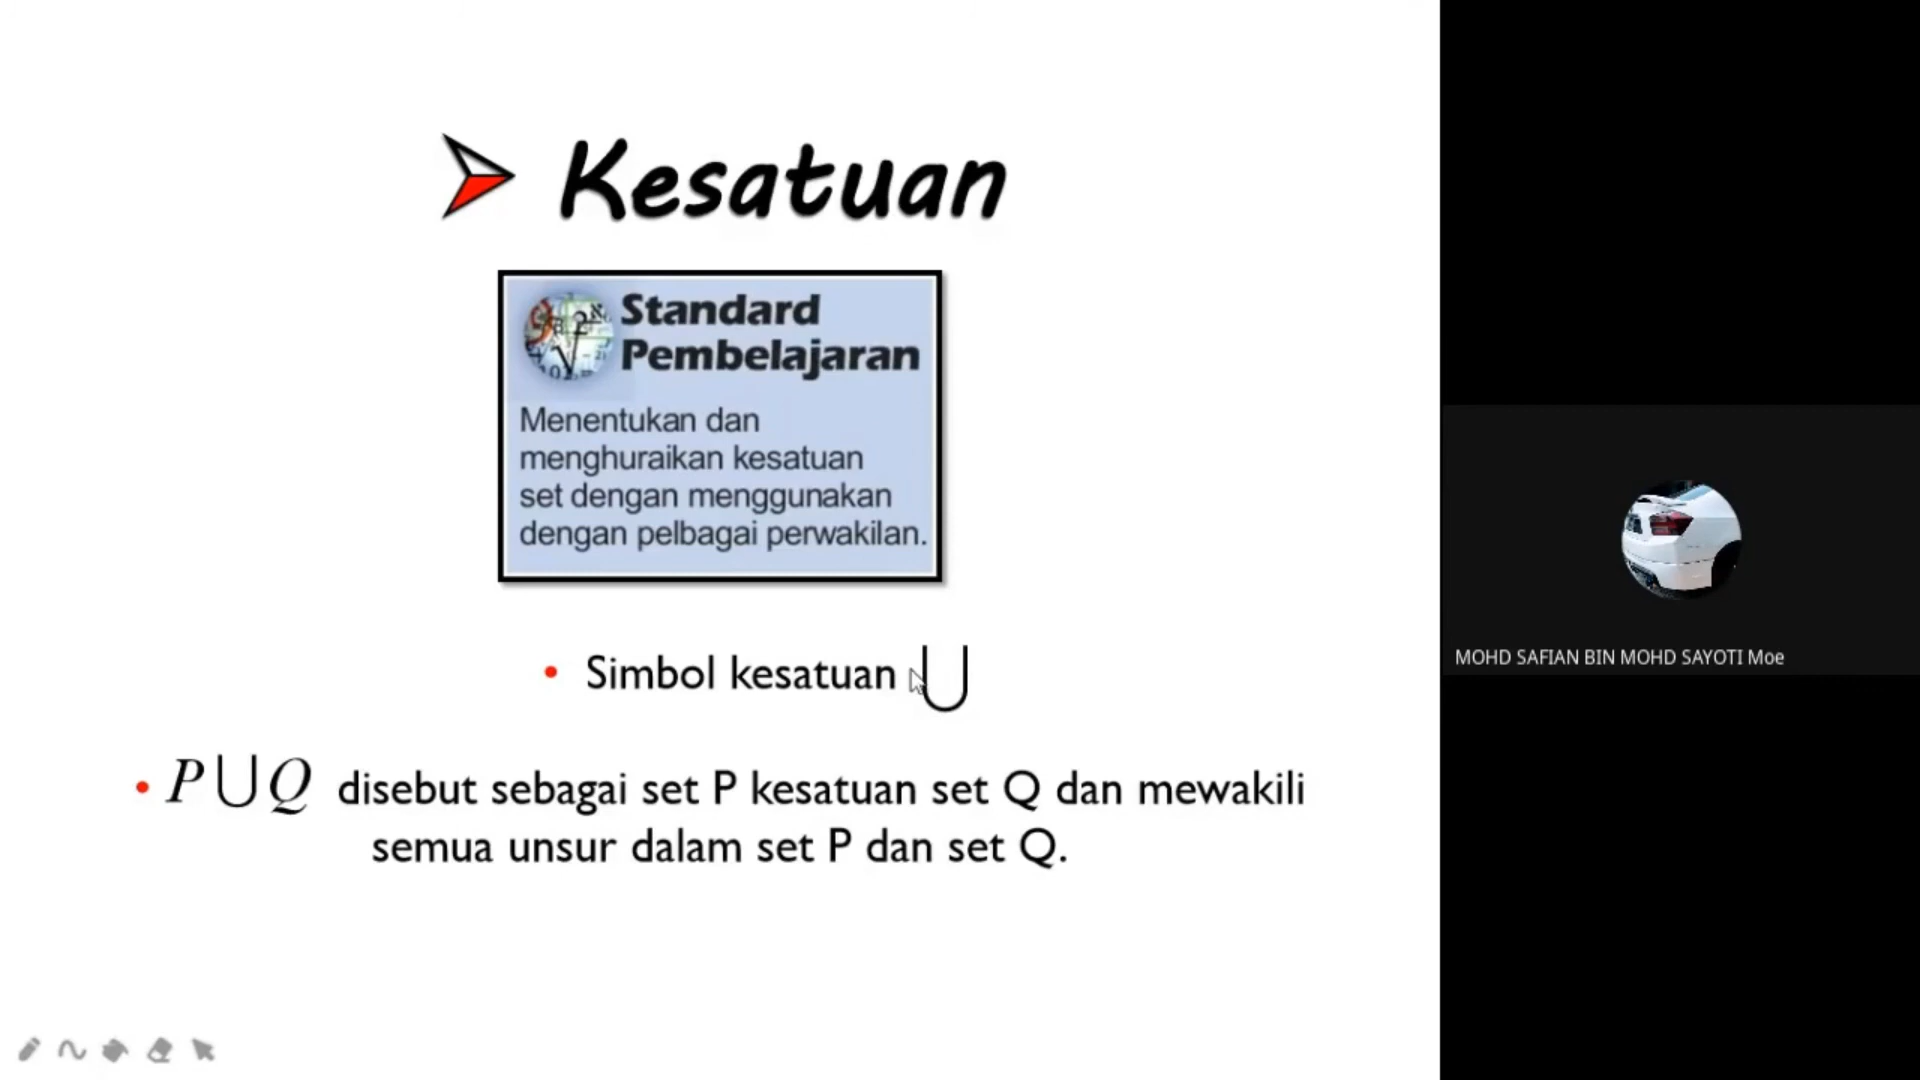 Kesatuan
Standard
Pembelajaran
Menentukan dan
menghuraikan kesatuan
set dengan menggunakan
dengan pelbagai perwakilan.
• Simbol kesatuan ⋃
• P⋃Q disebut sebagai set P kesatuan set Q dan mewakili
semua unsur dalam set P dan set Q.
MOHD SAFIAN BIN MOHD SAYOTI Moe